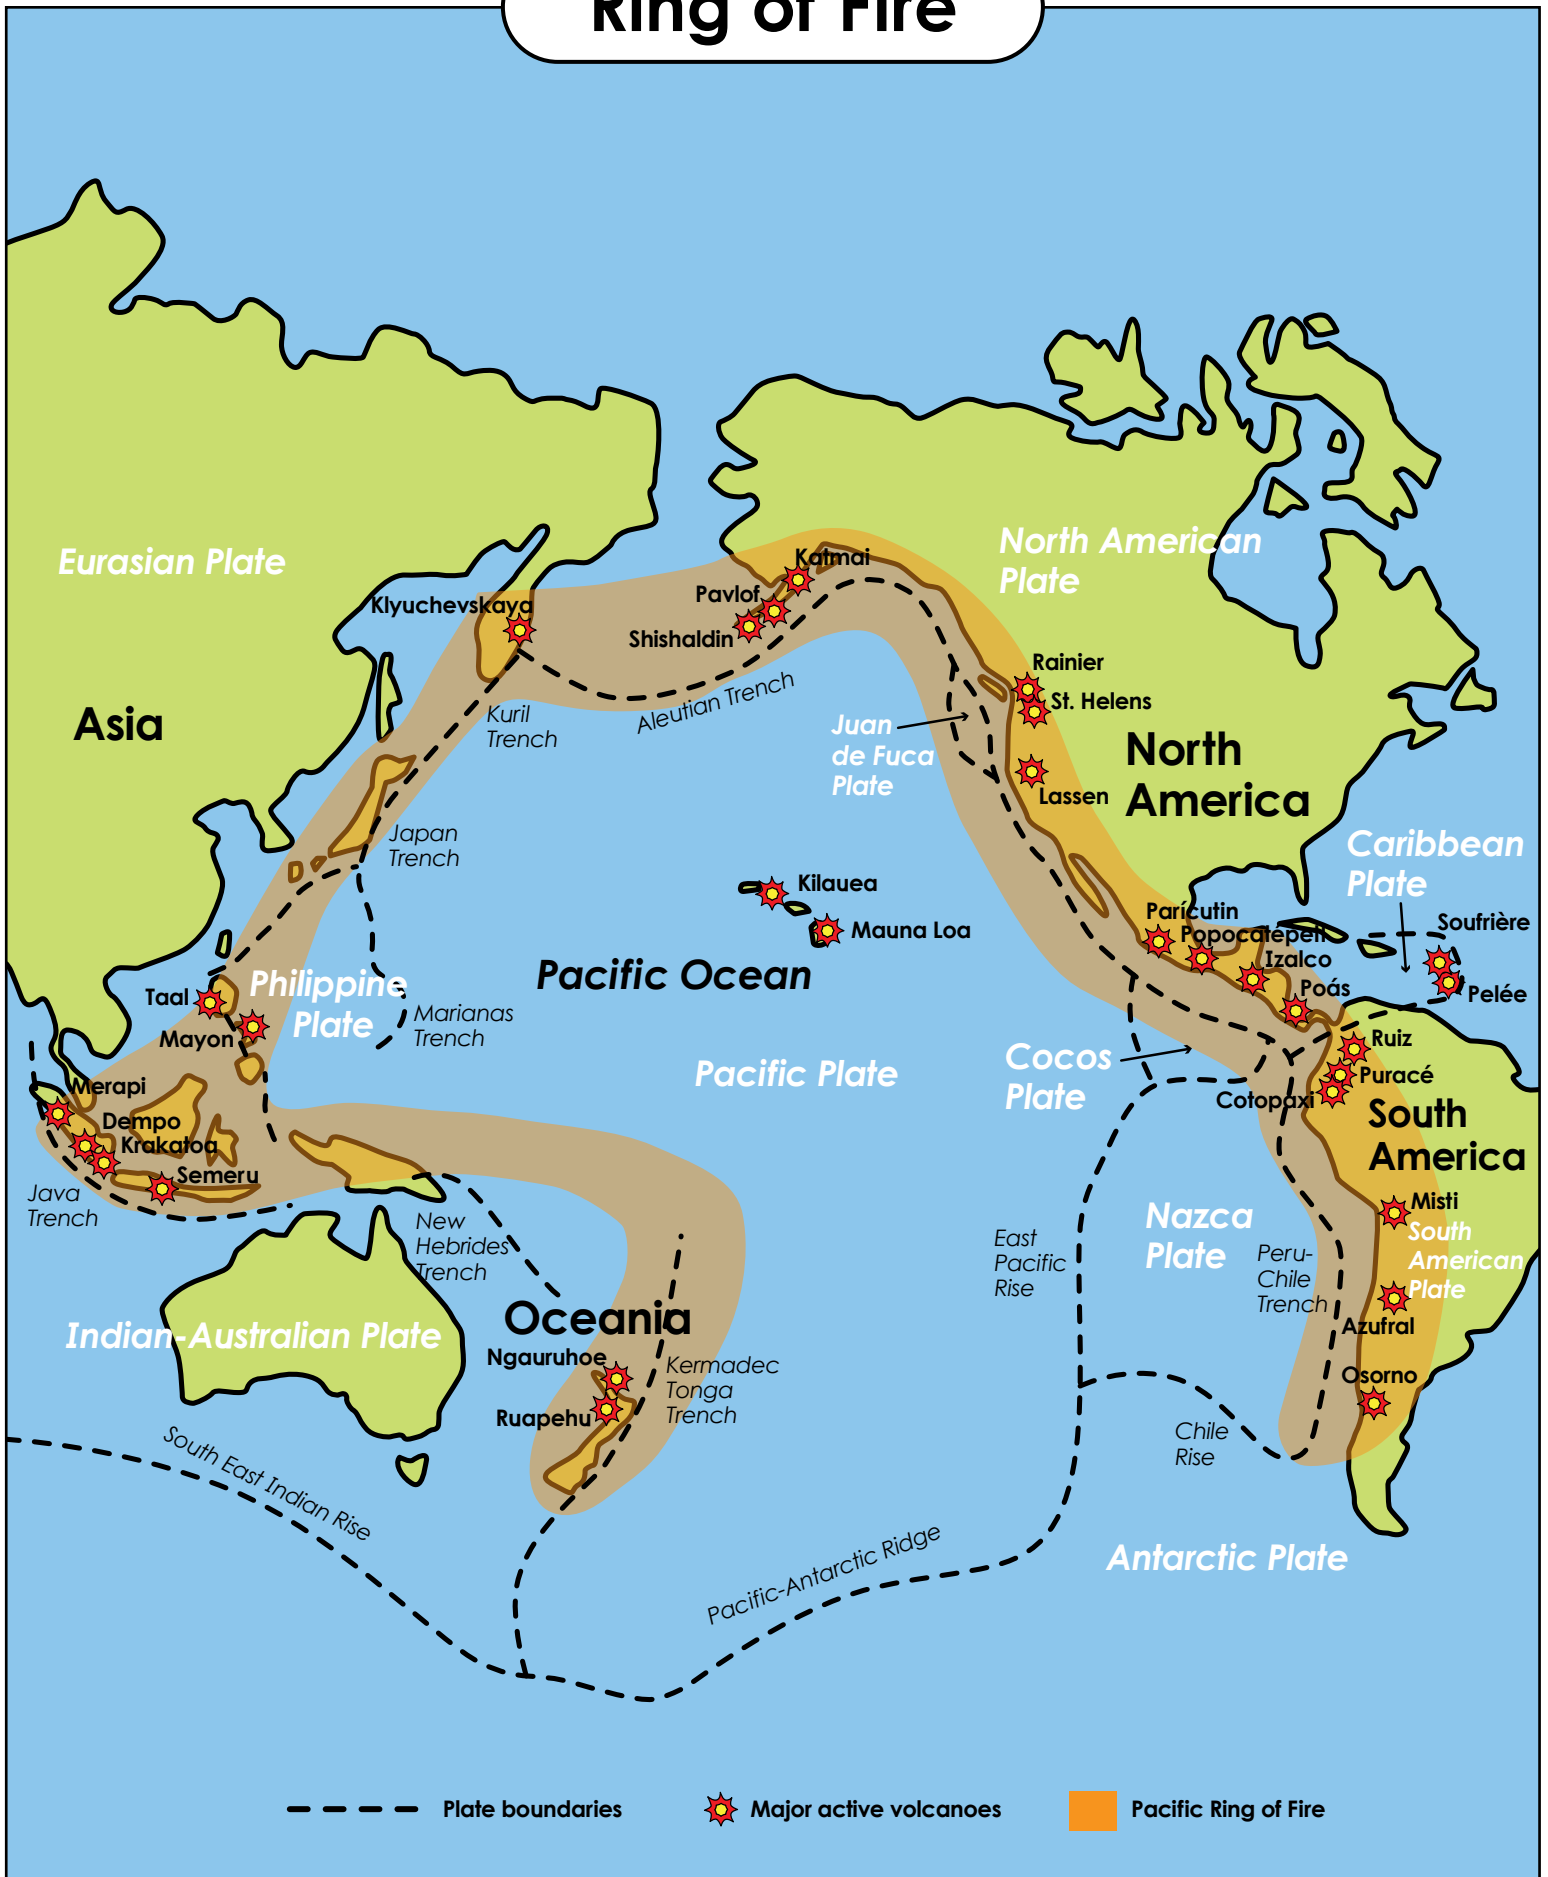 Ring of Fire
Eurasian Plate
North American
Plate
Katmai
Pavlof
Klyuchevskaya
Shishaldin
Rainier
St. Helens
Asia
Kuril
Trench
Aleutian Trench
Juan
de Fuca
Plate
North
America
Lassen
Japan
Trench
Caribbean
Plate
Kilauea
Mauna Loa
Parícutin
Popocatepetl
Izalco
Soufrière
Pelée
Poás
Pacific Ocean
Philippine
Plate
Taal
Mayon
Marianas
Trench
Ruiz
Puracé
Cotopaxi
Cocos
Plate
Pacific Plate
Merapi
Dempo
Krakatoa
Semeru
South
America
Java
Trench
New
Hebrides
Trench
East
Pacific
Rise
Nazca
Plate
Peru-
Chile
Trench
Misti
South
American
Plate
Azufral
Osorno
Indian-Australian Plate
Oceania
Ngauruhoe
Ruapehu
Kermadec
Tonga
Trench
Chile
Rise
South East Indian Rise
Pacific-Antarctic Ridge
Antarctic Plate
Plate boundaries
Major active volcanoes
Pacific Ring of Fire